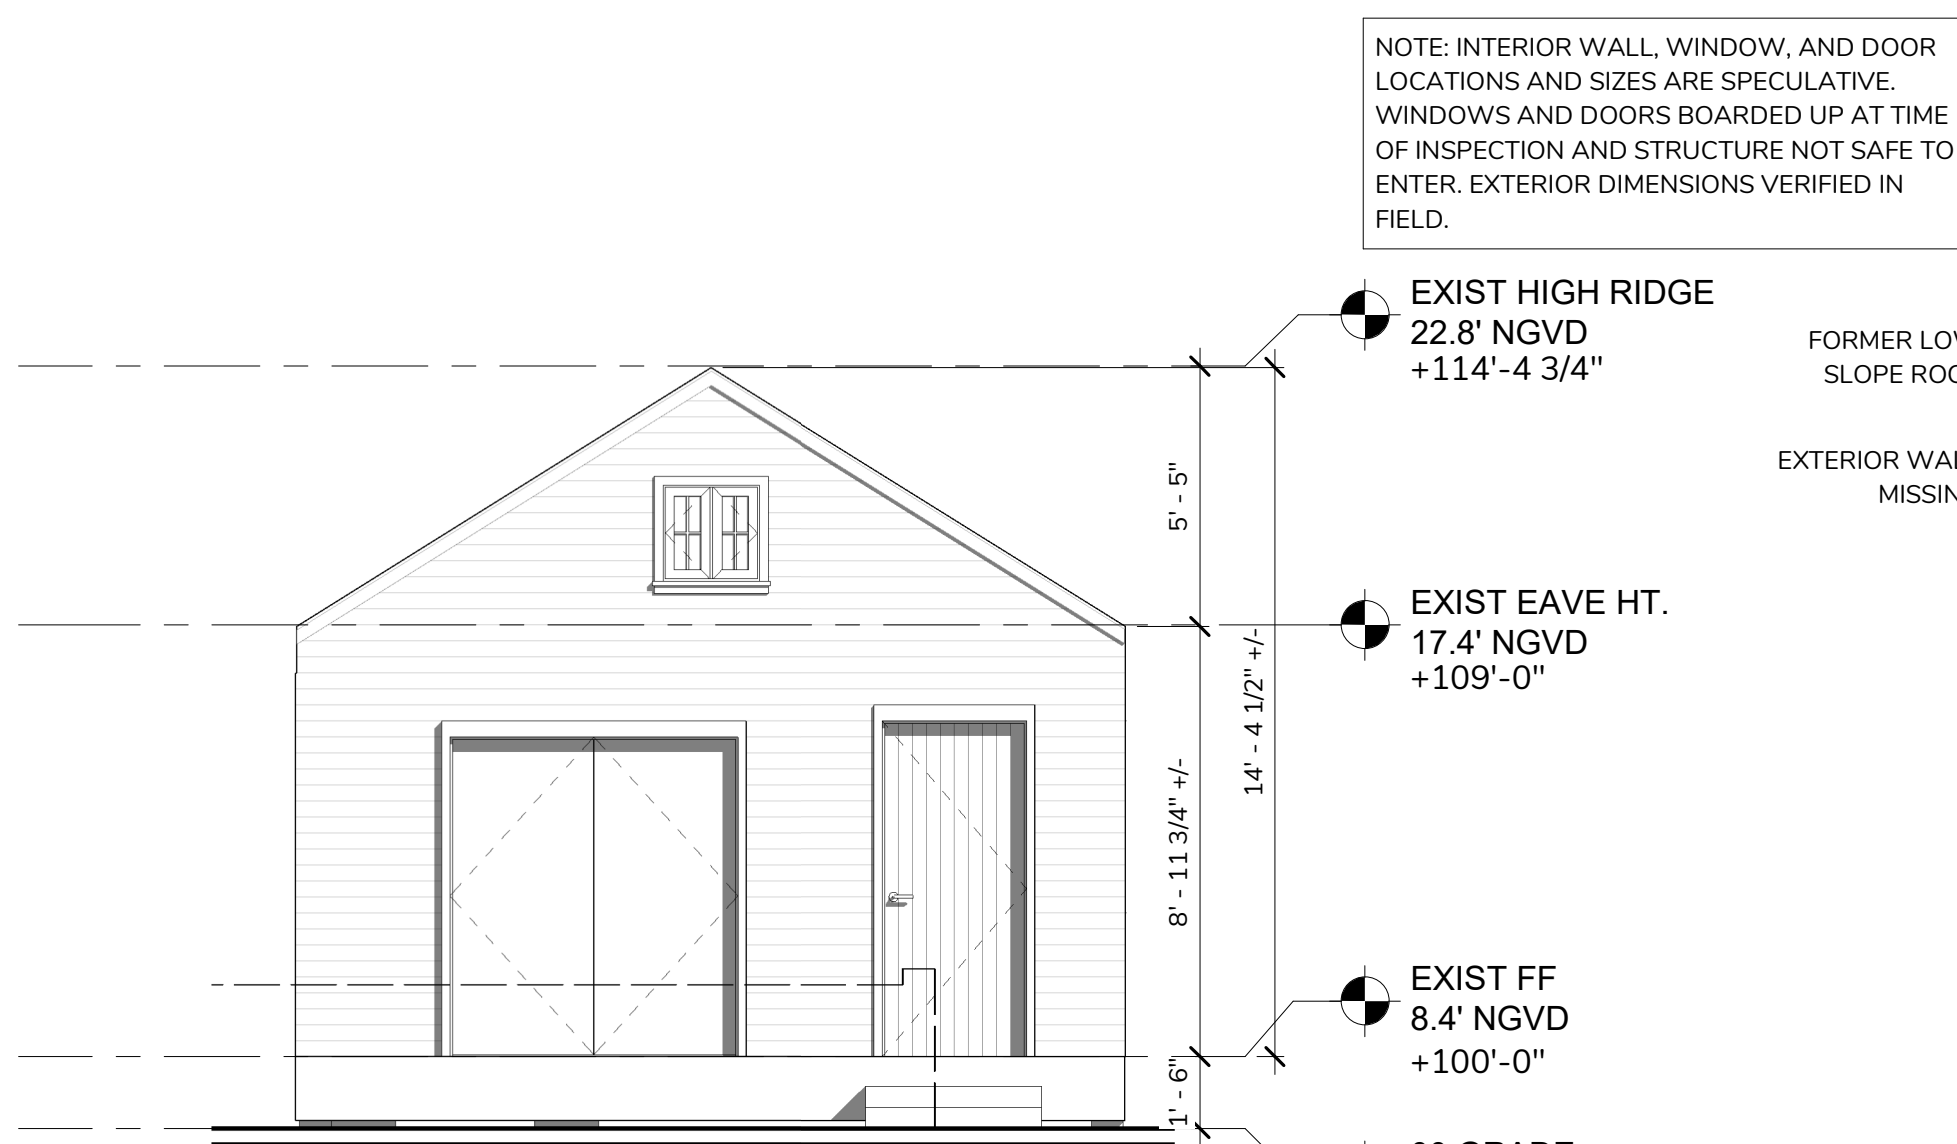 NOTE: INTERIOR WALL, WINDOW, AND DOOR
LOCATIONS AND SIZES ARE SPECULATIVE.
WINDOWS AND DOORS BOARDED UP AT TIME
OF INSPECTION AND STRUCTURE NOT SAFE TO
ENTER. EXTERIOR DIMENSIONS VERIFIED IN
FIELD.
EXIST HIGH RIDGE
22.8' NGVD
+114'-4 3/4"
FORMER
SLOPE
EXTERIOR
5' - 5"
EXIST EAVE HT.
17.4' NGVD
+109'-0"
14' - 4 1/2" +/-
8' - 11 3/4" +/-
EXIST FF
8.4' NGVD
+100'-0"
1' - 6"